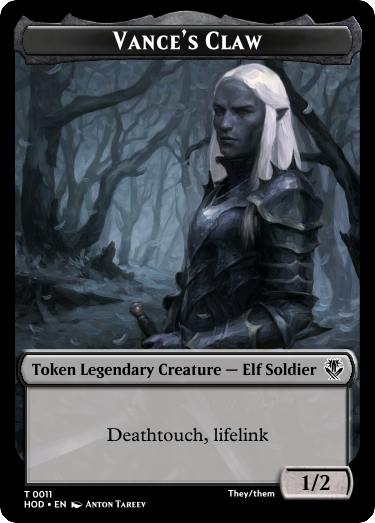 Vance's Claw
Token Legendary Creature — Elf Soldier
Deathtouch, lifelink
1/2
T 0011
HOD • EN Anton Tareev
They/them